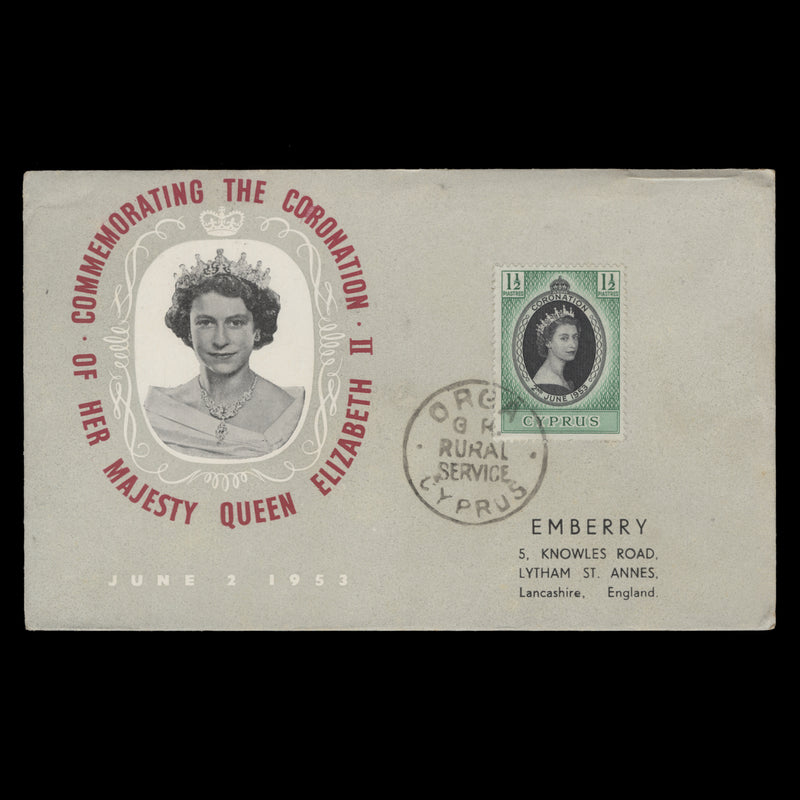 COMMEMORATING THE CORONATION · II
· OF HER MAJESTY QUEEN ELIZABETH
JUNE 2 1953
1½ 1½
PIASTRES PIASTRES
CORONATION
2ND JUNE 1953
CYPRUS
G R
RURAL
SERVICE
· CYPRUS ·
EMBERRY
5, KNOWLES ROAD,
LYTHAM ST. ANNES,
Lancashire, England.